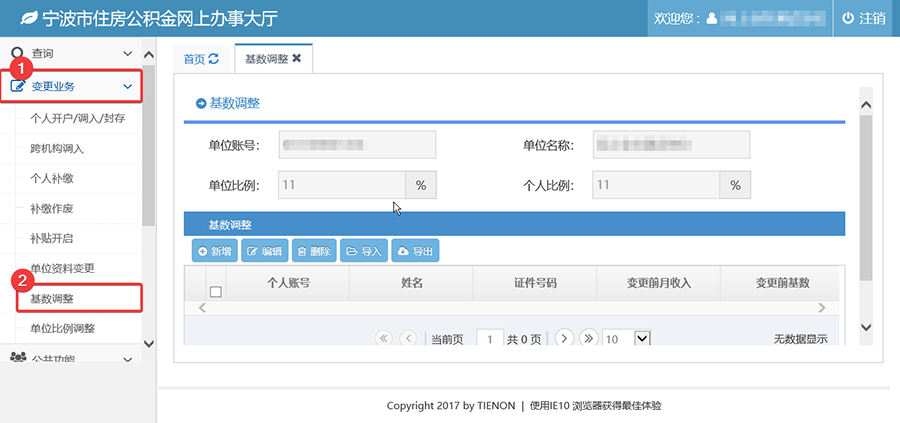 宁波市住房公积金网上办事大厅
欢迎您：
注销
查询
1
变更业务
个人开户/调入/封存
跨机构调入
个人补缴
补缴作废
补贴开启
单位资料变更
2
基数调整
单位比例调整
公共功能
首页
基数调整
基数调整
单位账号：
单位名称：
单位比例： 11 %
个人比例： 11 %
基数调整
新增 编辑 删除 导入 导出
个人账号 姓名 证件号码 变更前月收入 变更前基数
当前页 1 共 0 页 10 无数据显示
Copyright 2017 by TIENON | 使用IE10 浏览器获得最佳体验